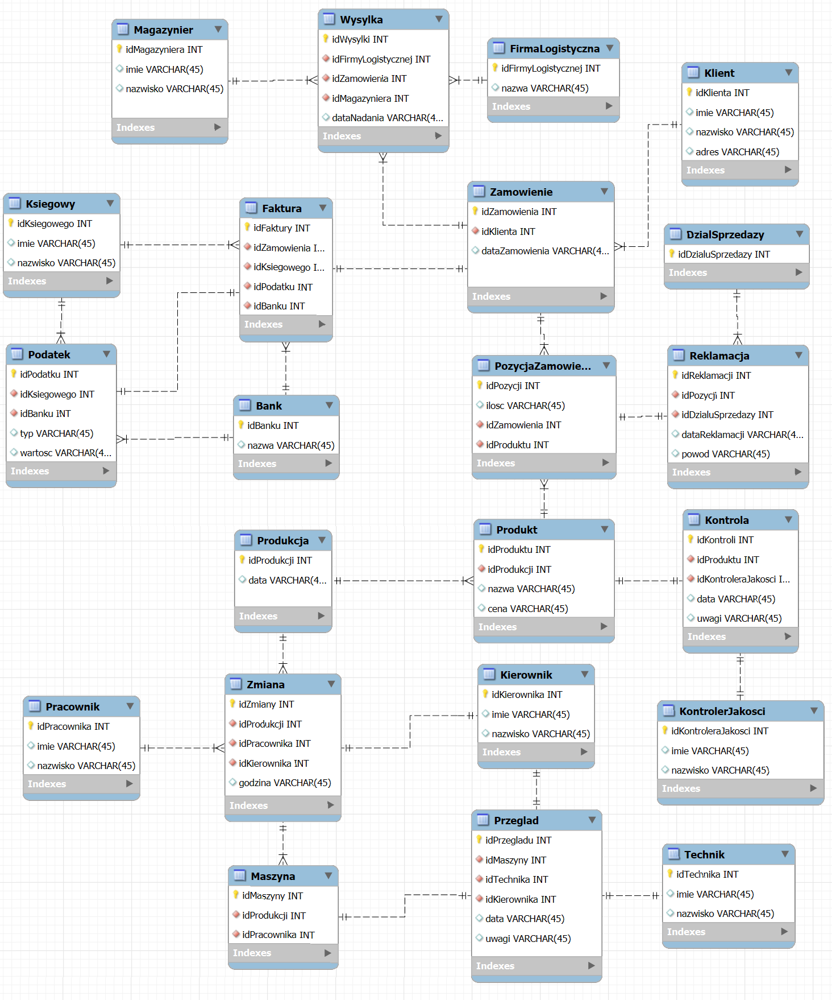 Magazynier
idMagazyniera INT
imie VARCHAR(45)
nazwisko VARCHAR(45)
Indexes
Wysylka
idWysylki INT
idFirmyLogistycznej INT
idZamowienia INT
idMagazyniera INT
dataNadania VARCHAR(4...
Indexes
FirmaLogistyczna
idFirmyLogistycznej INT
nazwa VARCHAR(45)
Indexes
Klient
idKlienta INT
imie VARCHAR(45)
nazwisko VARCHAR(45)
adres VARCHAR(45)
Indexes
Ksiegowy
idKsiegowego INT
imie VARCHAR(45)
nazwisko VARCHAR(45)
Indexes
Faktura
idFaktury INT
idZamowienia I...
idKsiegowego I...
idPodatku INT
idBanku INT
Indexes
Zamowienie
idZamowienia INT
idKlienta INT
dataZamowienia VARCHAR(4...
Indexes
DzialSprzedazy
idDzialuSprzedazy INT
Indexes
Podatek
idPodatku INT
idKsiegowego INT
idBanku INT
typ VARCHAR(45)
wartosc VARCHAR(4...
Indexes
Bank
idBanku INT
nazwa VARCHAR(45)
Indexes
PozycjaZamowie...
idPozycji INT
ilosc VARCHAR(45)
idZamowienia INT
idProduktu INT
Indexes
Reklamacja
idReklamacji INT
idPozycji INT
idDzialuSprzedazy INT
dataReklamacji VARCHAR(4...
powod VARCHAR(45)
Indexes
Produkcja
idProdukcji INT
data VARCHAR(4...
Indexes
Produkt
idProduktu INT
idProdukcji INT
nazwa VARCHAR(45)
cena VARCHAR(45)
Indexes
Kontrola
idKontroli INT
idProduktu INT
idKontroleraJakosci I...
data VARCHAR(45)
uwagi VARCHAR(45)
Indexes
Pracownik
idPracownika INT
imie VARCHAR(45)
nazwisko VARCHAR(45)
Indexes
Zmiana
idZmiany INT
idProdukcji INT
idPracownika INT
idKierownika INT
godzina VARCHAR(45)
Indexes
Kierownik
idKierownika INT
imie VARCHAR(45)
nazwisko VARCHAR(45)
Indexes
KontrolerJakosci
idKontroleraJakosci INT
imie VARCHAR(45)
nazwisko VARCHAR(45)
Indexes
Maszyna
idMaszyny INT
idProdukcji INT
idPracownika INT
Indexes
Przeglad
idPrzegladu INT
idMaszyny INT
idTechnika INT
idKierownika INT
data VARCHAR(45)
uwagi VARCHAR(45)
Indexes
Technik
idTechnika INT
imie VARCHAR(45)
nazwisko VARCHAR(45)
Indexes